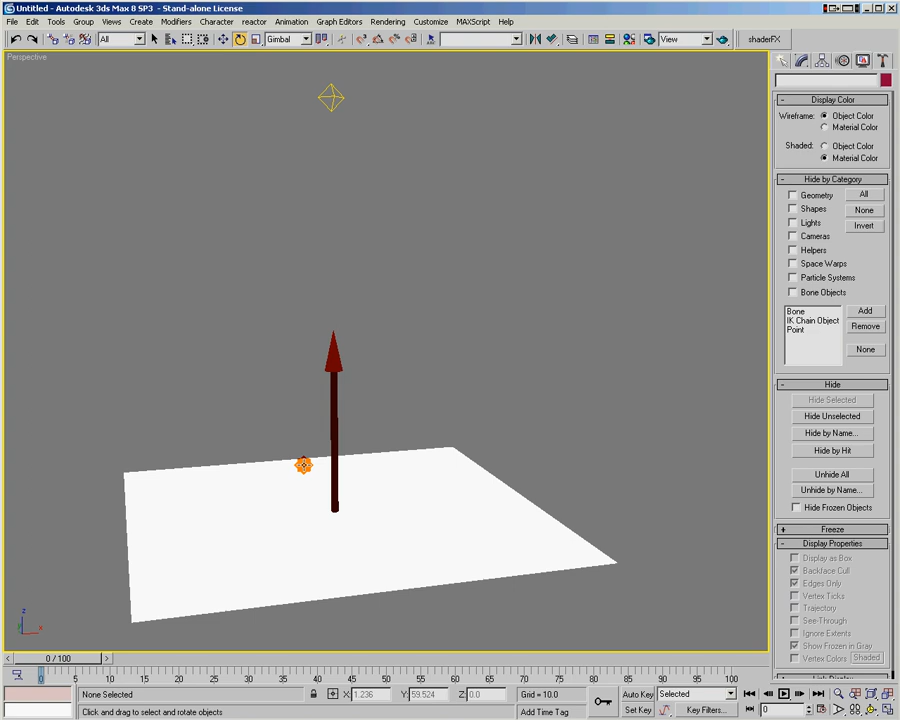 Untitled - Autodesk 3ds Max 8 SP3 - Stand-alone License
File Edit Tools Group Views Create Modifiers Character reactor Animation Graph Editors Rendering Customize MAXScript Help
All Gimbal View shaderFX
Perspective
Display Color
Wireframe: Object Color
Material Color
Shaded: Object Color
Material Color
Hide by Category
Geometry All
Shapes None
Lights Invert
Cameras
Helpers
Space Warps
Particle Systems
Bone Objects
Bone Add
IK Chain Object Remove
Point
None
Hide
Hide Selected
Hide Unselected
Hide by Name...
Hide by Hit
Unhide All
Unhide by Name...
Hide Frozen Objects
Freeze
Display Properties
Display as Box
Backface Cull
Edges Only
Vertex Ticks
Trajectory
See-Through
Ignore Extents
Show Frozen in Gray
Vertex Colors Shaded
z
x
0 / 100
0 5 10 15 20 25 30 35 40 45 50 55 60 65 70 75 80 85 90 95 100
None Selected X: 1.236 Y: 59.524 Z: 0.0 Grid = 10.0 Auto Key Selected
Click and drag to select and rotate objects Add Time Tag Set Key Key Filters... 0